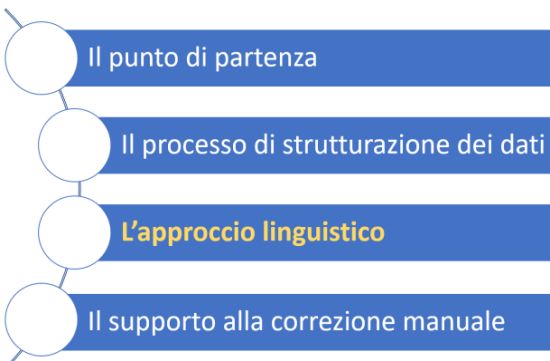 Il punto di partenza
Il processo di strutturazione dei dati
L'approccio linguistico
Il supporto alla correzione manuale